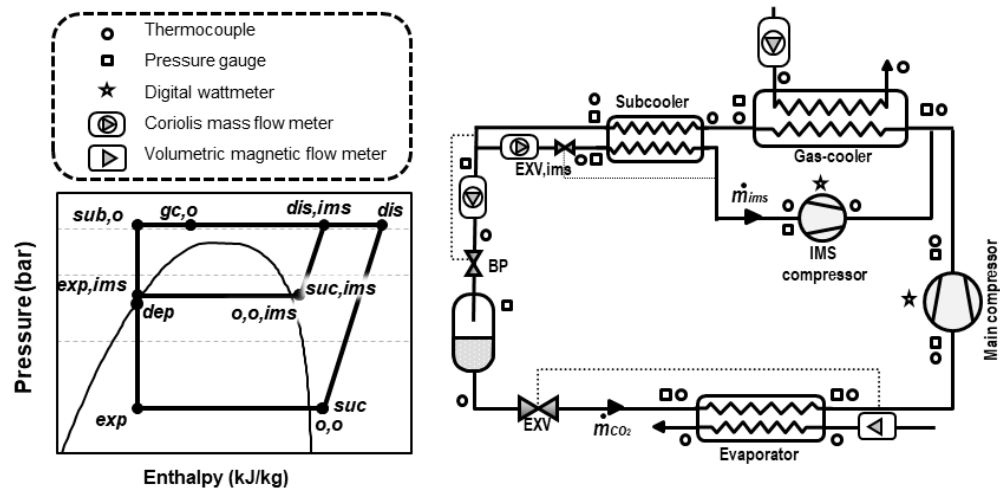 Thermocouple
Pressure gauge
Digital wattmeter
Coriolis mass flow meter
Volumetric magnetic flow meter
Pressure (bar)
sub,o
gc,o
dis,ims
dis
exp,ims
suc,ims
dep
o,o,ims
exp
suc
o,o
Enthalpy (kJ/kg)
Subcooler
Gas-cooler
EXV,ims
ṁims
IMS
compressor
BP
Main compressor
EXV
ṁCO₂
Evaporator